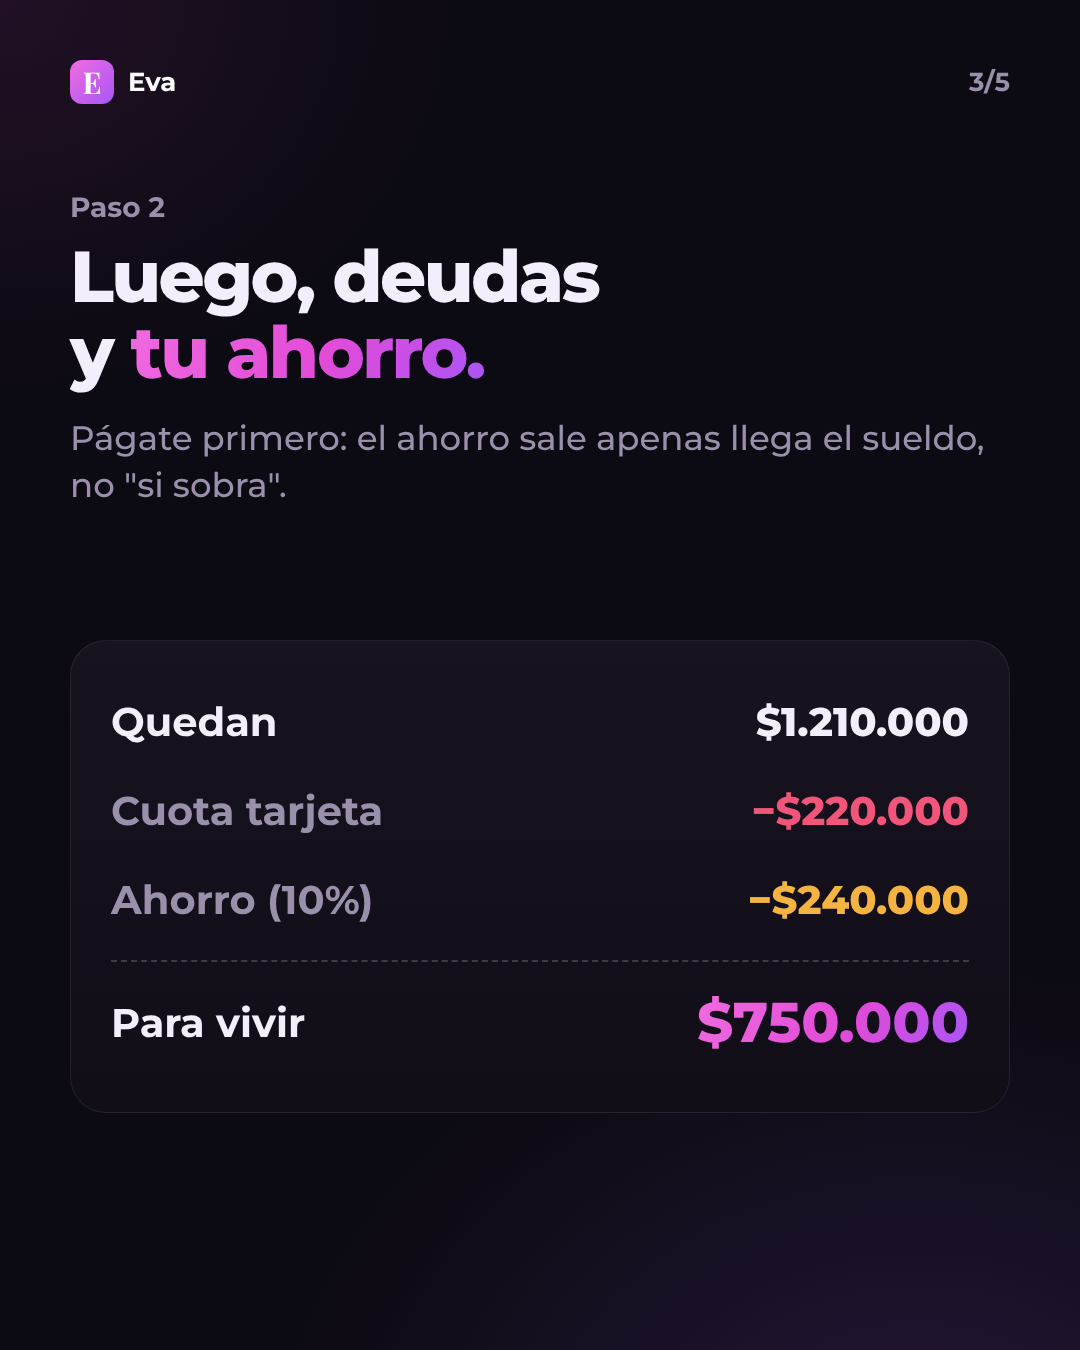 E Eva
3/5
Paso 2
Luego, deudas
y tu ahorro.
Págate primero: el ahorro sale apenas llega el sueldo,
no "si sobra".
Quedan $1.210.000
Cuota tarjeta −$220.000
Ahorro (10%) −$240.000
Para vivir $750.000